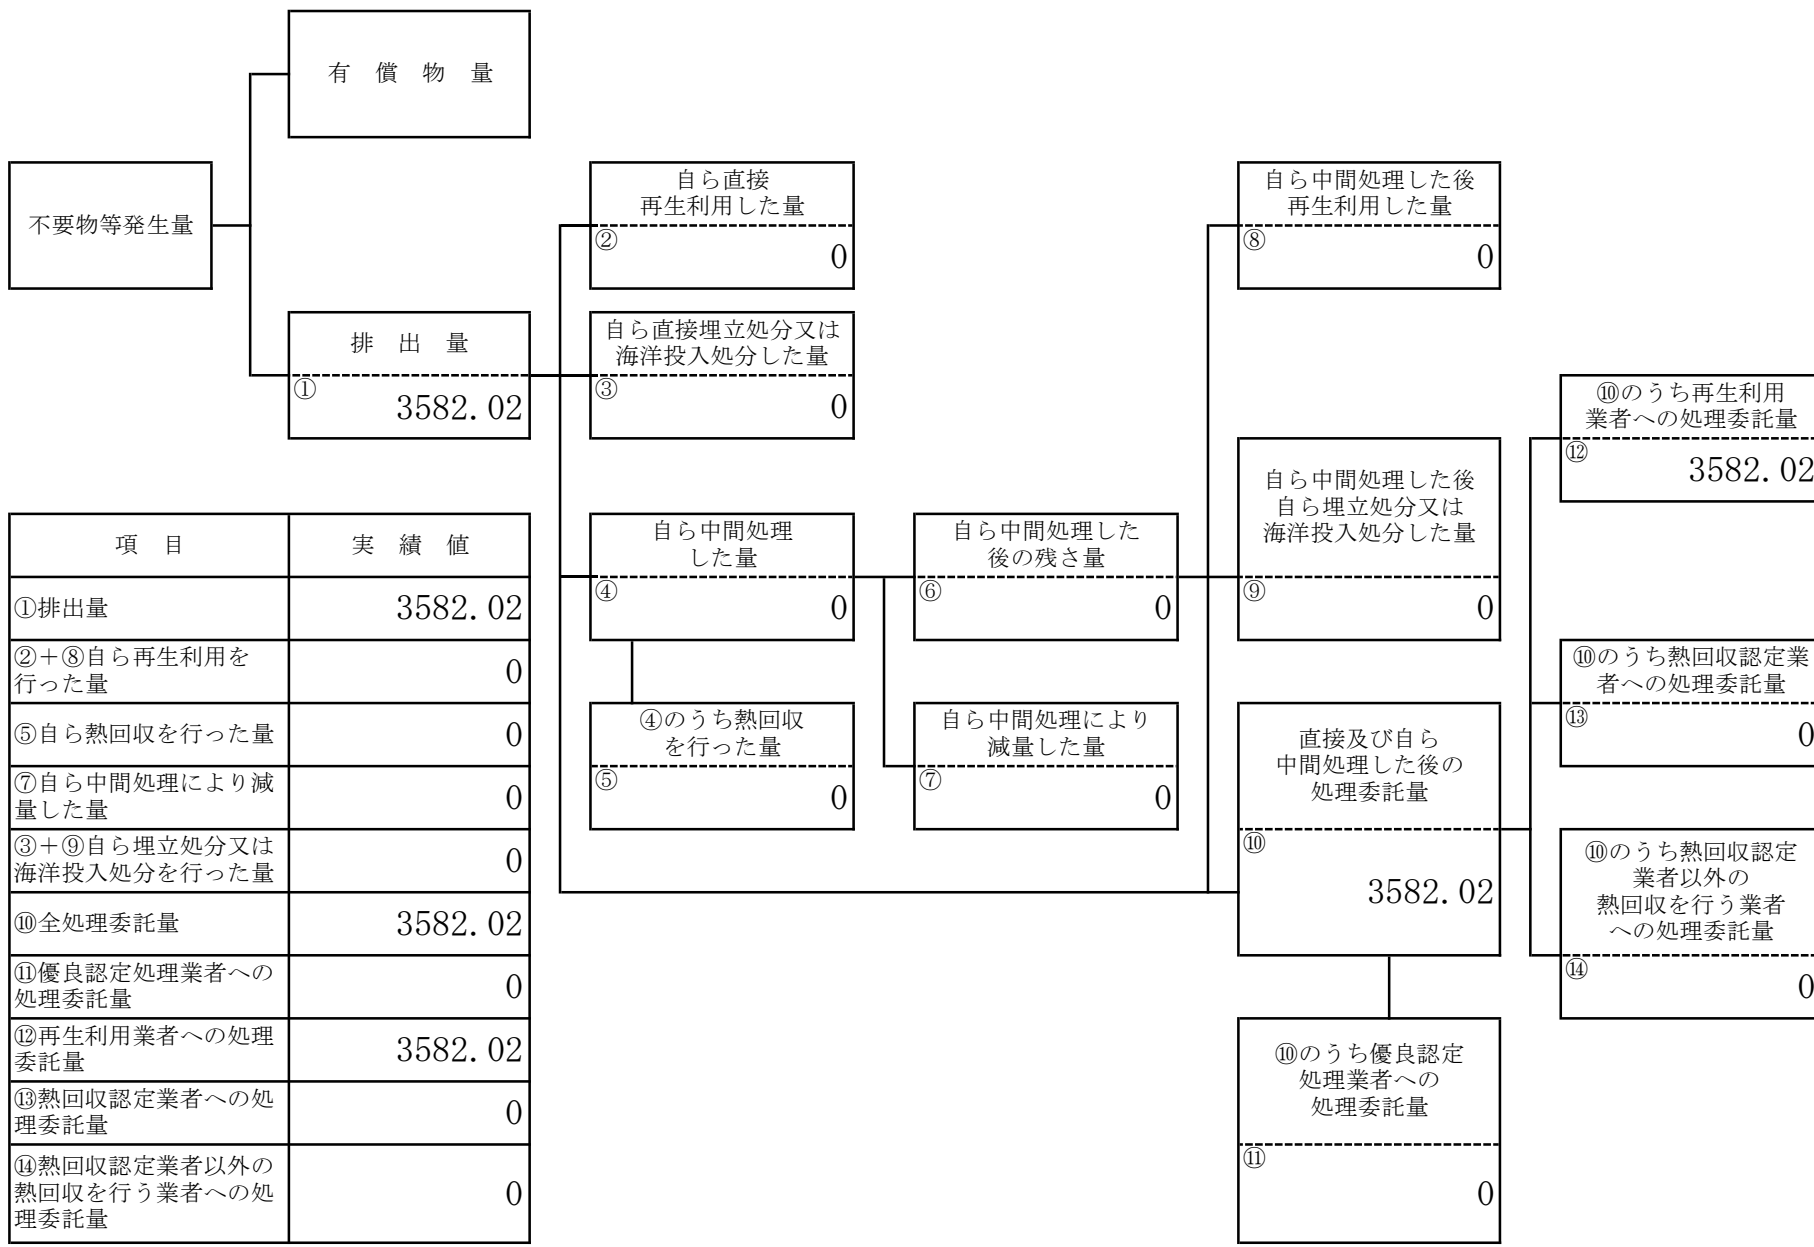 有 償 物 量
不要物等発生量
排 出 量
①
3582.02
自ら直接
再生利用した量
②
0
自ら直接埋立処分又は
海洋投入処分した量
③
0
自ら中間処理
した量
④
0
④のうち熱回収
を行った量
⑤
0
自ら中間処理した
後の残さ量
⑥
0
自ら中間処理により
減量した量
⑦
0
自ら中間処理した後
再生利用した量
⑧
0
自ら中間処理した後
自ら埋立処分又は
海洋投入処分した量
⑨
0
直接及び自ら
中間処理した後の
処理委託量
⑩
3582.02
⑩のうち優良認定
処理業者への
処理委託量
⑪
0
⑩のうち再生利用
業者への処理委託量
⑫
3582.02
⑩のうち熱回収認定業
者への処理委託量
⑬
0
⑩のうち熱回収認定
業者以外の
熱回収を行う業者
への処理委託量
⑭
0
項 目 実 績 値
①排出量 3582.02
②＋⑧自ら再生利用を
行った量 0
⑤自ら熱回収を行った量 0
⑦自ら中間処理により減
量した量 0
③＋⑨自ら埋立処分又は
海洋投入処分を行った量 0
⑩全処理委託量 3582.02
⑪優良認定処理業者への
処理委託量 0
⑫再生利用業者への処理
委託量 3582.02
⑬熱回収認定業者への処
理委託量 0
⑭熱回収認定業者以外の
熱回収を行う業者への処
理委託量 0